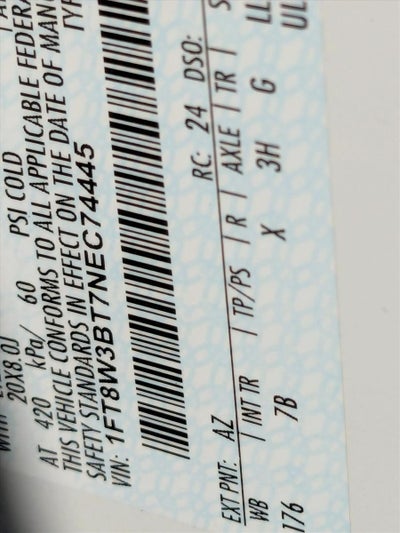 20X8.0J
AT 420 kPa/ 60 PSI COLD
THIS VEHICLE CONFORMS TO ALL APPLICABLE FEDERA
SAFETY STANDARDS IN EFFECT ON THE DATE OF MAN
VIN: 1FT8W3BT7NEC74445
TYP
EXT PNT: AZ RC: 24 DSO:
WB | INT TR | TP/PS | R | AXLE | TR | S
176 7B X 3H G